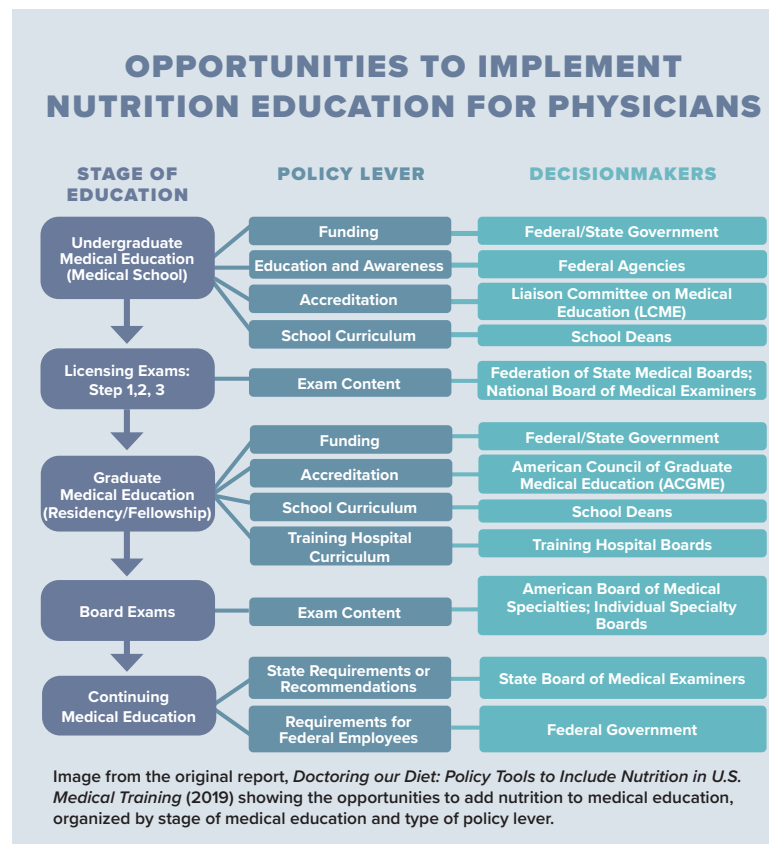 OPPORTUNITIES TO IMPLEMENT
NUTRITION EDUCATION FOR PHYSICIANS
STAGE OF
EDUCATION
POLICY LEVER
DECISIONMAKERS
Undergraduate
Medical Education
(Medical School)
Funding
Federal/State Government
Education and Awareness
Federal Agencies
Accreditation
Liaison Committee on Medical
Education (LCME)
School Curriculum
School Deans
Licensing Exams:
Step 1,2, 3
Exam Content
Federation of State Medical Boards;
National Board of Medical Examiners
Graduate
Medical Education
(Residency/Fellowship)
Funding
Federal/State Government
Accreditation
American Council of Graduate
Medical Education (ACGME)
School Curriculum
School Deans
Training Hospital
Curriculum
Training Hospital Boards
Board Exams
Exam Content
American Board of Medical
Specialties; Individual Specialty
Boards
Continuing
Medical Education
State Requirements or
Recommendations
State Board of Medical Examiners
Requirements for
Federal Employees
Federal Government
Image from the original report, Doctoring our Diet: Policy Tools to Include Nutrition in U.S.
Medical Training (2019) showing the opportunities to add nutrition to medical education,
organized by stage of medical education and type of policy lever.